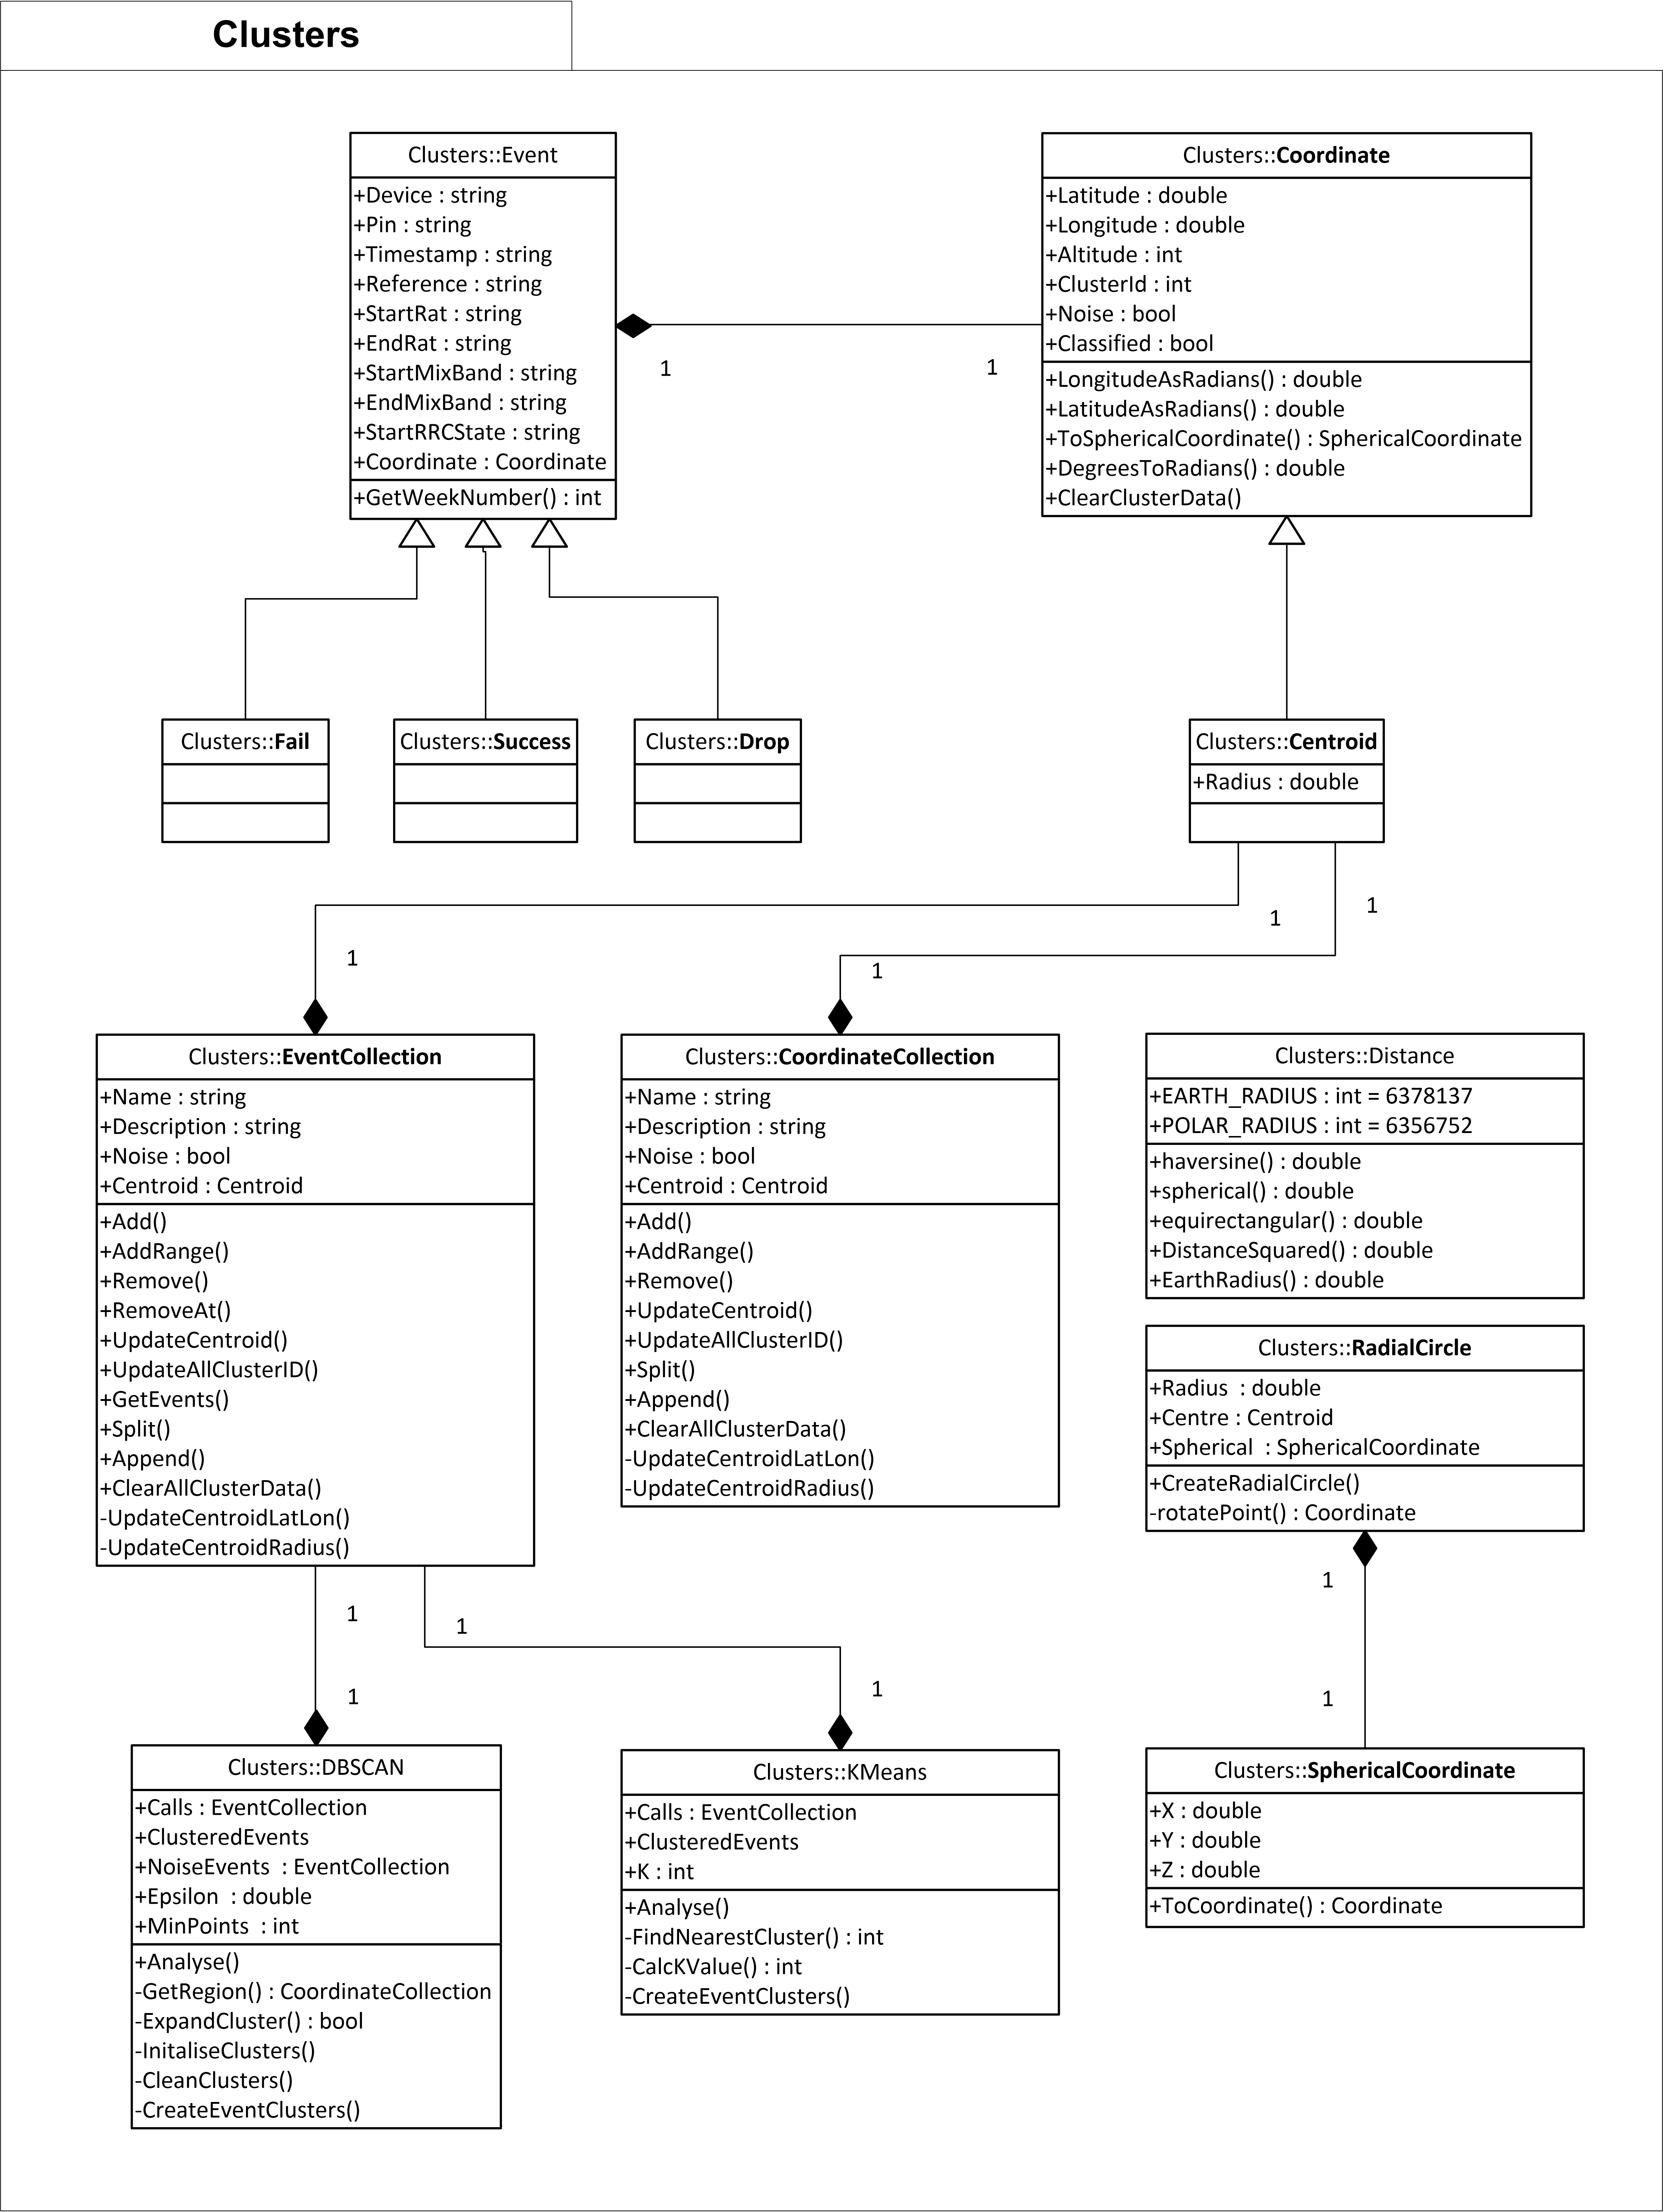 Clusters
Clusters::Event
+Device : string
+Pin : string
+Timestamp : string
+Reference : string
+StartRat : string
+EndRat : string
+StartMixBand : string
+EndMixBand : string
+StartRRCState : string
+Coordinate : Coordinate
+GetWeekNumber() : int
Clusters::Coordinate
+Latitude : double
+Longitude : double
+Altitude : int
+ClusterId : int
+Noise : bool
+Classified : bool
+LongitudeAsRadians() : double
+LatitudeAsRadians() : double
+ToSphericalCoordinate() : SphericalCoordinate
+DegreesToRadians() : double
+ClearClusterData()
1
1
Clusters::Fail
Clusters::Success
Clusters::Drop
Clusters::Centroid
+Radius : double
1
1
1
1
Clusters::EventCollection
+Name : string
+Description : string
+Noise : bool
+Centroid : Centroid
+Add()
+AddRange()
+Remove()
+RemoveAt()
+UpdateCentroid()
+UpdateAllClusterID()
+GetEvents()
+Split()
+Append()
+ClearAllClusterData()
-UpdateCentroidLatLon()
-UpdateCentroidRadius()
Clusters::CoordinateCollection
+Name : string
+Description : string
+Noise : bool
+Centroid : Centroid
+Add()
+AddRange()
+Remove()
+UpdateCentroid()
+UpdateAllClusterID()
+Split()
+Append()
+ClearAllClusterData()
-UpdateCentroidLatLon()
-UpdateCentroidRadius()
Clusters::Distance
+EARTH_RADIUS : int = 6378137
+POLAR_RADIUS : int = 6356752
+haversine() : double
+spherical() : double
+equirectangular() : double
+DistanceSquared() : double
+EarthRadius() : double
Clusters::RadialCircle
+Radius : double
+Centre : Centroid
+Spherical : SphericalCoordinate
+CreateRadialCircle()
-rotatePoint() : Coordinate
1
1
1
1
1
1
Clusters::DBSCAN
+Calls : EventCollection
+ClusteredEvents
+NoiseEvents : EventCollection
+Epsilon : double
+MinPoints : int
+Analyse()
-GetRegion() : CoordinateCollection
-ExpandCluster() : bool
-InitaliseClusters()
-CleanClusters()
-CreateEventClusters()
Clusters::KMeans
+Calls : EventCollection
+ClusteredEvents
+K : int
+Analyse()
-FindNearestCluster() : int
-CalcKValue() : int
-CreateEventClusters()
Clusters::SphericalCoordinate
+X : double
+Y : double
+Z : double
+ToCoordinate() : Coordinate